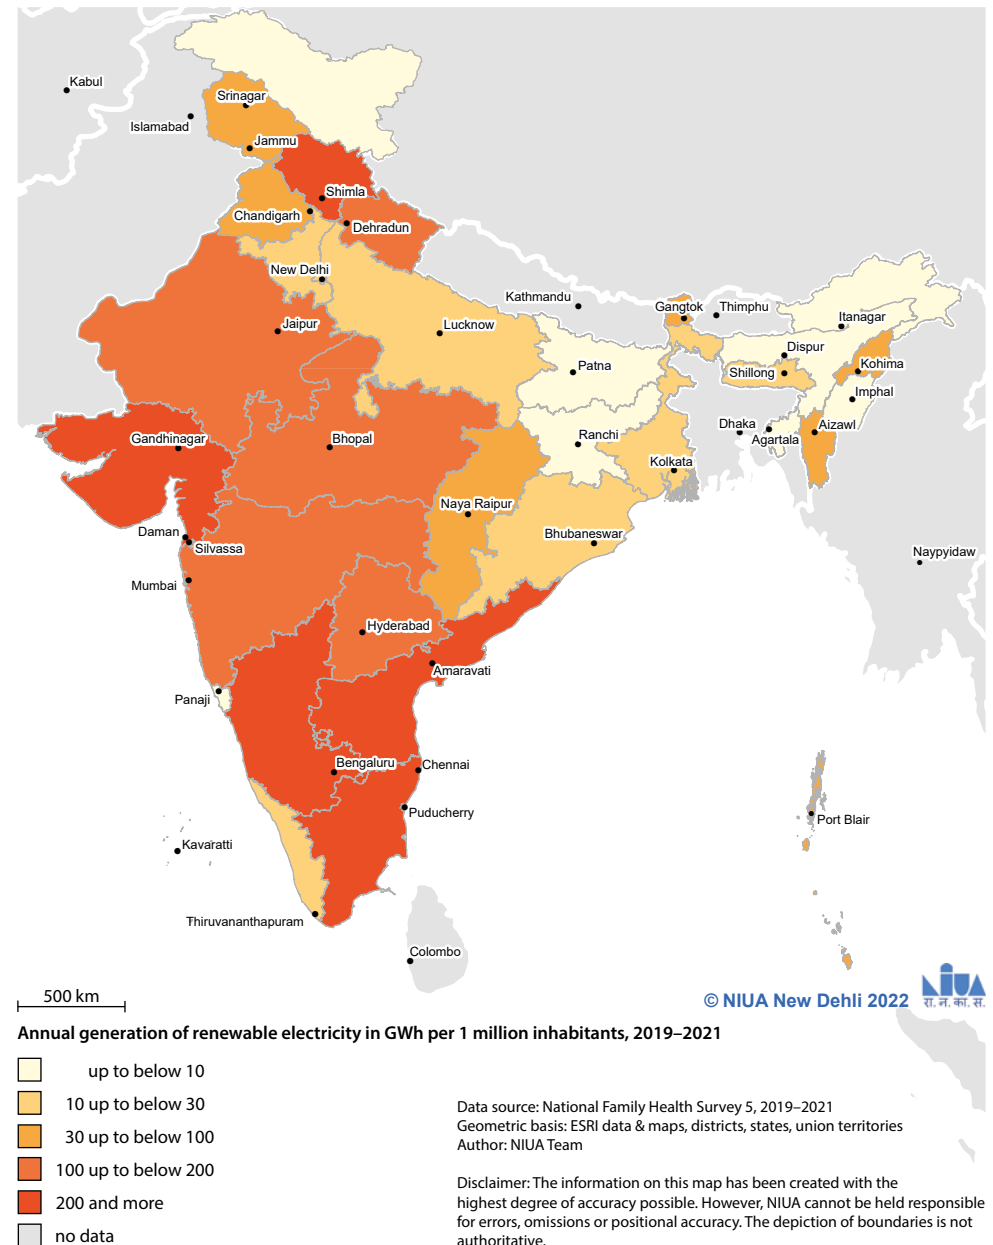 Kabul
Srinagar
Islamabad
Jammu
Shimla
Chandigarh
Dehradun
New Delhi
Kathmandu
Gangtok
Thimphu
Itanagar
Jaipur
Lucknow
Dispur
Patna
Shillong
Kohima
Imphal
Dhaka
Aizawl
Gandhinagar
Bhopal
Ranchi
Agartala
Kolkata
Naya Raipur
Daman
Bhubaneswar
Silvassa
Naypyidaw
Mumbai
Hyderabad
Amaravati
Panaji
Bengaluru
Chennai
Puducherry
Port Blair
Kavaratti
Thiruvananthapuram
Colombo
NIUA
रा. न. का. सं.
500 km
© NIUA New Dehli 2022
Annual generation of renewable electricity in GWh per 1 million inhabitants, 2019–2021
up to below 10
10 up to below 30
30 up to below 100
100 up to below 200
200 and more
no data
Data source: National Family Health Survey 5, 2019–2021
Geometric basis: ESRI data & maps, districts, states, union territories
Author: NIUA Team
Disclaimer: The information on this map has been created with the
highest degree of accuracy possible. However, NIUA cannot be held responsible
for errors, omissions or positional accuracy. The depiction of boundaries is not
authoritative.